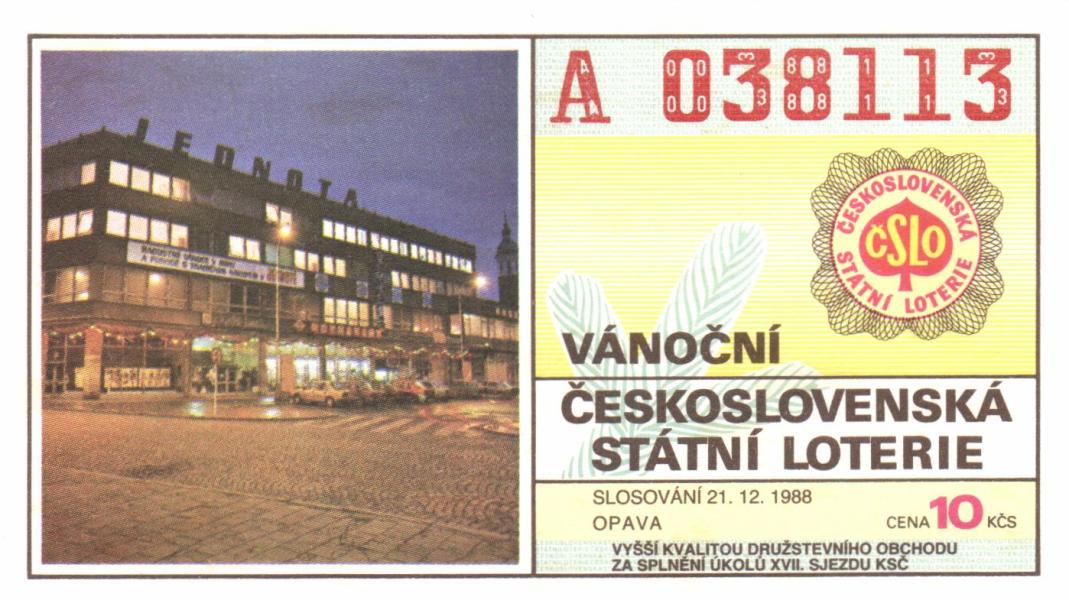 JEDNOTA
A 038113
ČESKOSLOVENSKÁ
ČSLO
STÁTNÍ LOTERIE
VÁNOČNÍ
ČESKOSLOVENSKÁ
STÁTNÍ LOTERIE
SLOSOVÁNÍ 21. 12. 1988
OPAVA
CENA 10 KČS
VYŠŠÍ KVALITOU DRUŽSTEVNÍHO OBCHODU
ZA SPLNĚNÍ ÚKOLŮ XVII. SJEZDU KSČ